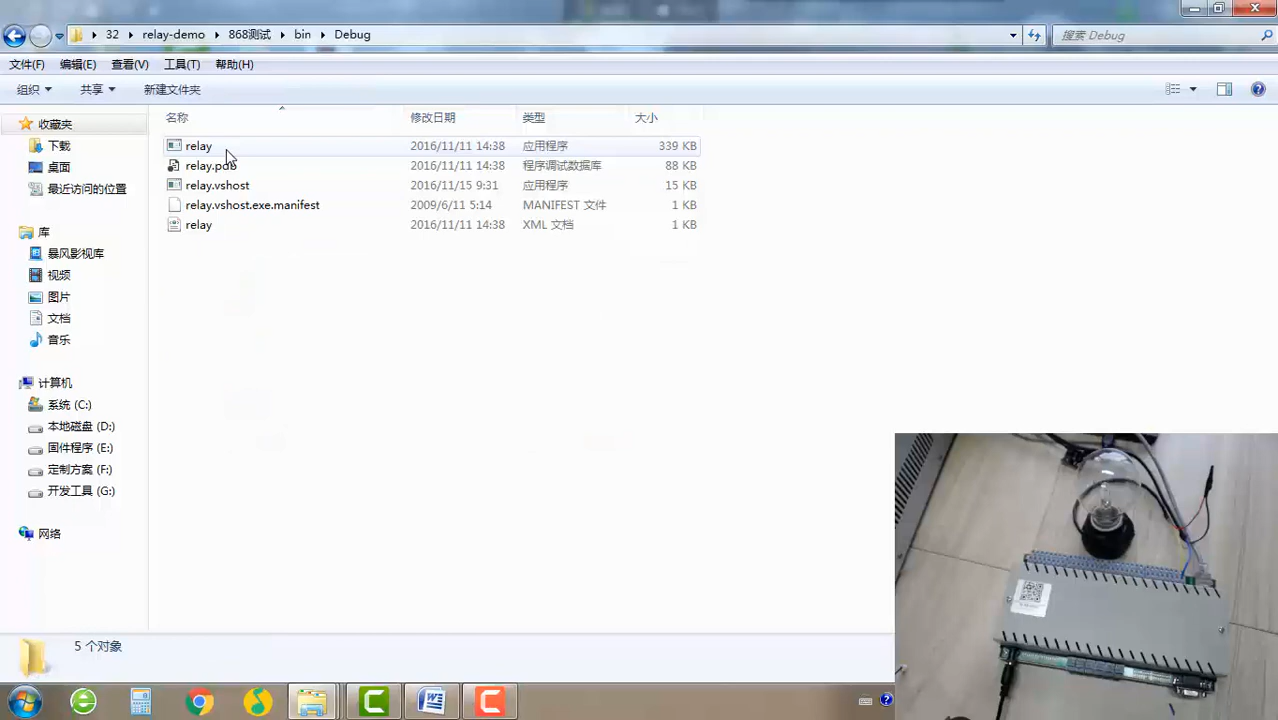 32 relay-demo 868测试 bin Debug
搜索 Debug
文件(F) 编辑(E) 查看(V) 工具(T) 帮助(H)
组织 共享 新建文件夹
名称 修改日期 类型 大小
收藏夹
下载
桌面
最近访问的位置
库
暴风影视库
视频
图片
文档
音乐
计算机
系统 (C:)
本地磁盘 (D:)
固件程序 (E:)
定制方案 (F:)
开发工具 (G:)
网络
relay 2016/11/11 14:38 应用程序 339 KB
relay.pdb 2016/11/11 14:38 程序调试数据库 88 KB
relay.vshost 2016/11/15 9:31 应用程序 15 KB
relay.vshost.exe.manifest 2009/6/11 5:14 MANIFEST 文件 1 KB
relay 2016/11/11 14:38 XML 文档 1 KB
5 个对象